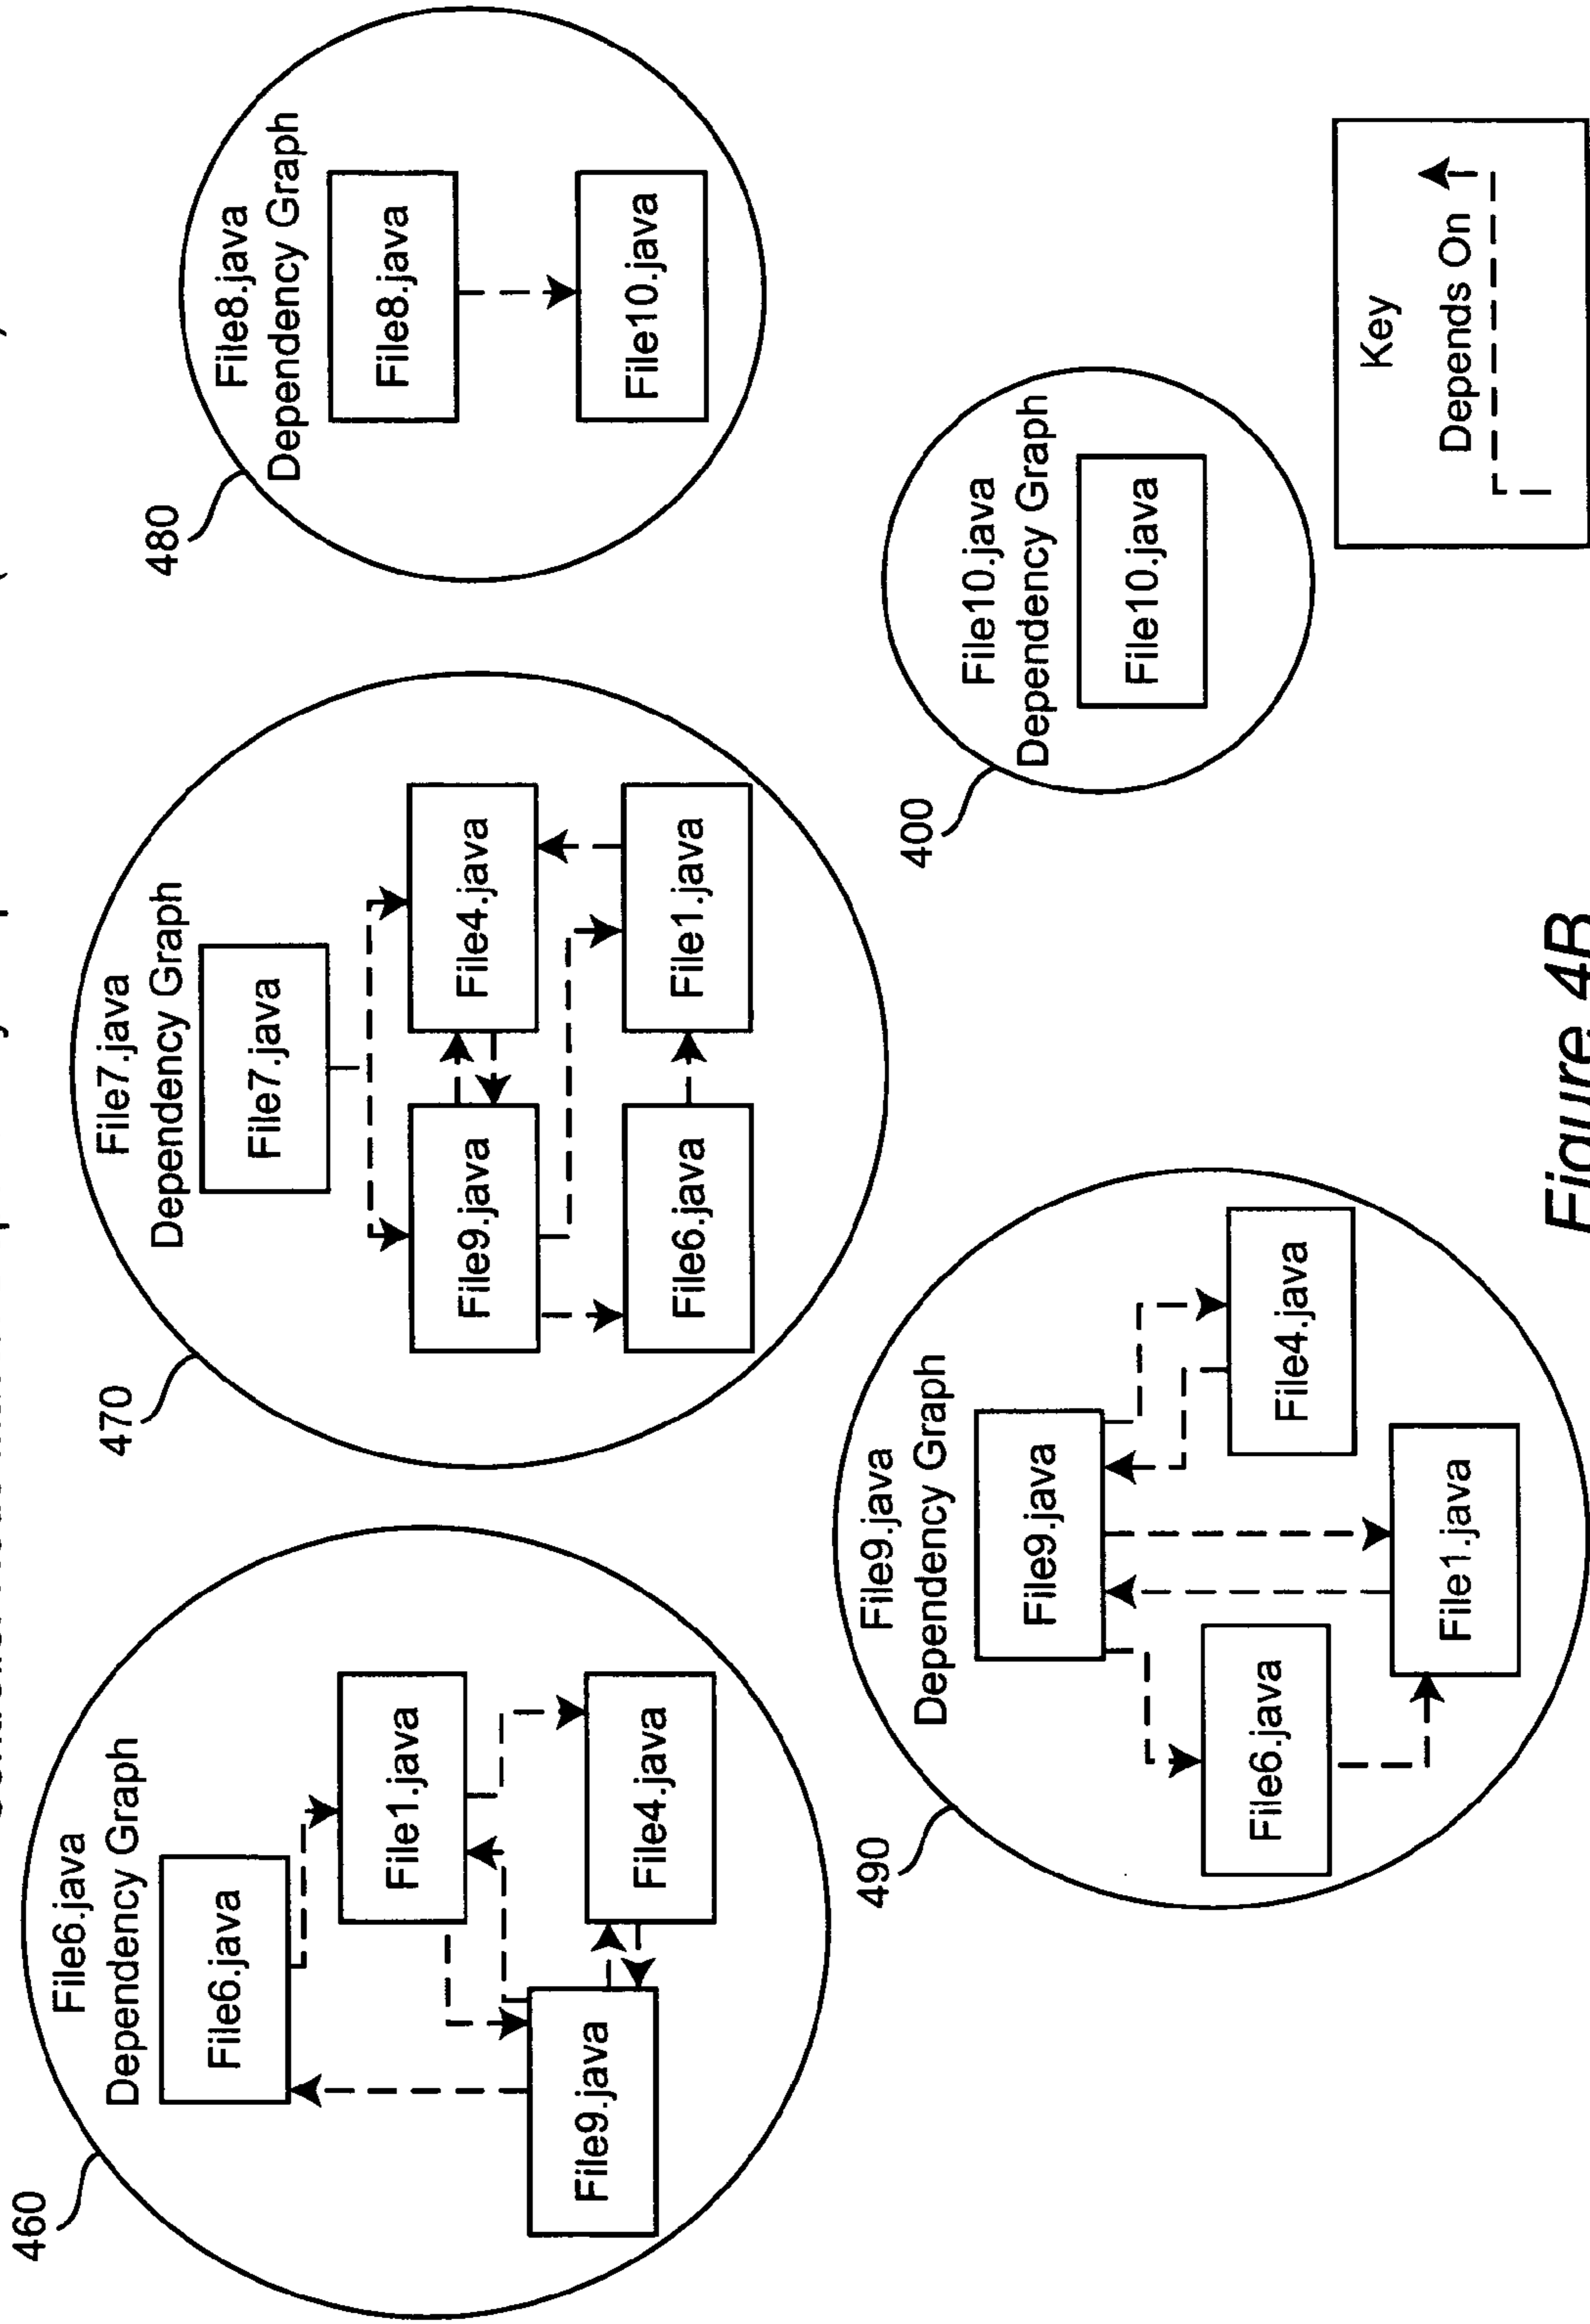 460
File6.java
Dependency Graph
File6.java
File1.java
File9.java
File4.java
470
File7.java
Dependency Graph
File7.java
File9.java
File4.java
File6.java
File1.java
480
File8.java
Dependency Graph
File8.java
File10.java
490
File9.java
Dependency Graph
File9.java
File6.java
File4.java
File1.java
400
File10.java
Dependency Graph
File10.java
Key
Depends On
Figure 4B